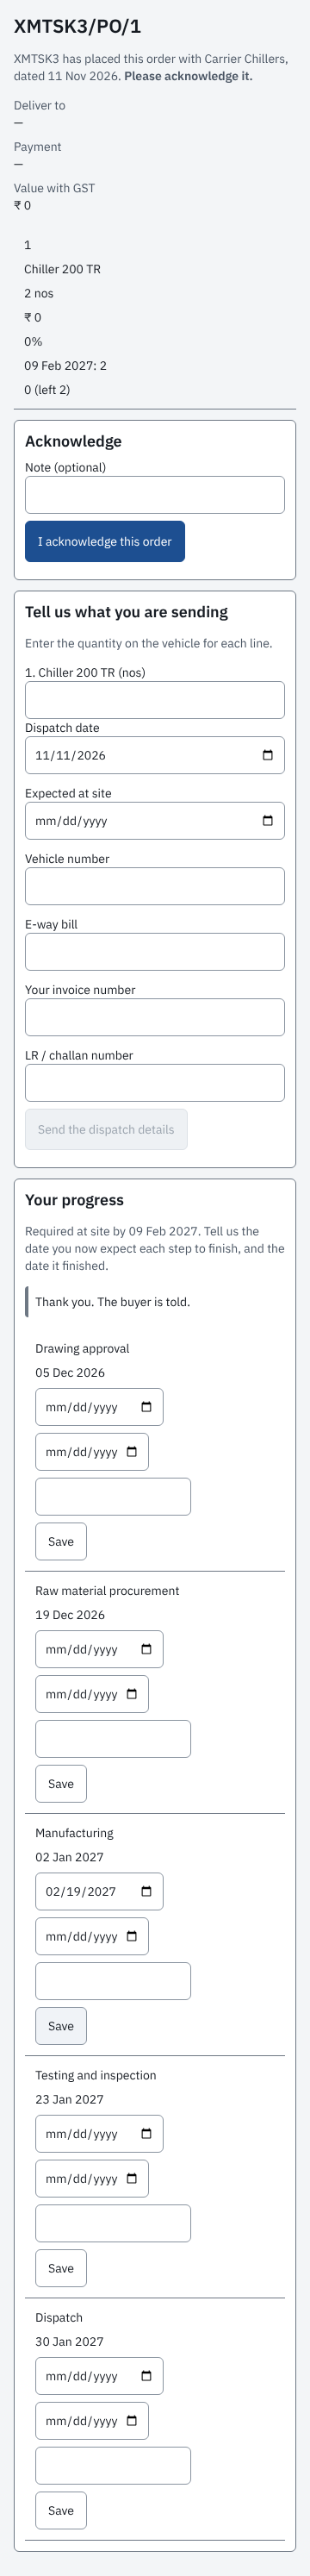 XMTSK3/PO/1
XMTSK3 has placed this order with Carrier Chillers,
dated 11 Nov 2026. Please acknowledge it.
Deliver to
—
Payment
—
Value with GST
₹ 0
1
Chiller 200 TR
2 nos
₹ 0
0%
09 Feb 2027: 2
0 (left 2)
Acknowledge
Note (optional)
I acknowledge this order
Tell us what you are sending
Enter the quantity on the vehicle for each line.
1. Chiller 200 TR (nos)
Dispatch date
11/11/2026
Expected at site
mm/dd/yyyy
Vehicle number
E-way bill
Your invoice number
LR / challan number
Send the dispatch details
Your progress
Required at site by 09 Feb 2027. Tell us the
date you now expect each step to finish, and the
date it finished.
Thank you. The buyer is told.
Drawing approval
05 Dec 2026
mm/dd/yyyy
mm/dd/yyyy
Save
Raw material procurement
19 Dec 2026
mm/dd/yyyy
mm/dd/yyyy
Save
Manufacturing
02 Jan 2027
02/19/2027
mm/dd/yyyy
Save
Testing and inspection
23 Jan 2027
mm/dd/yyyy
mm/dd/yyyy
Save
Dispatch
30 Jan 2027
mm/dd/yyyy
mm/dd/yyyy
Save